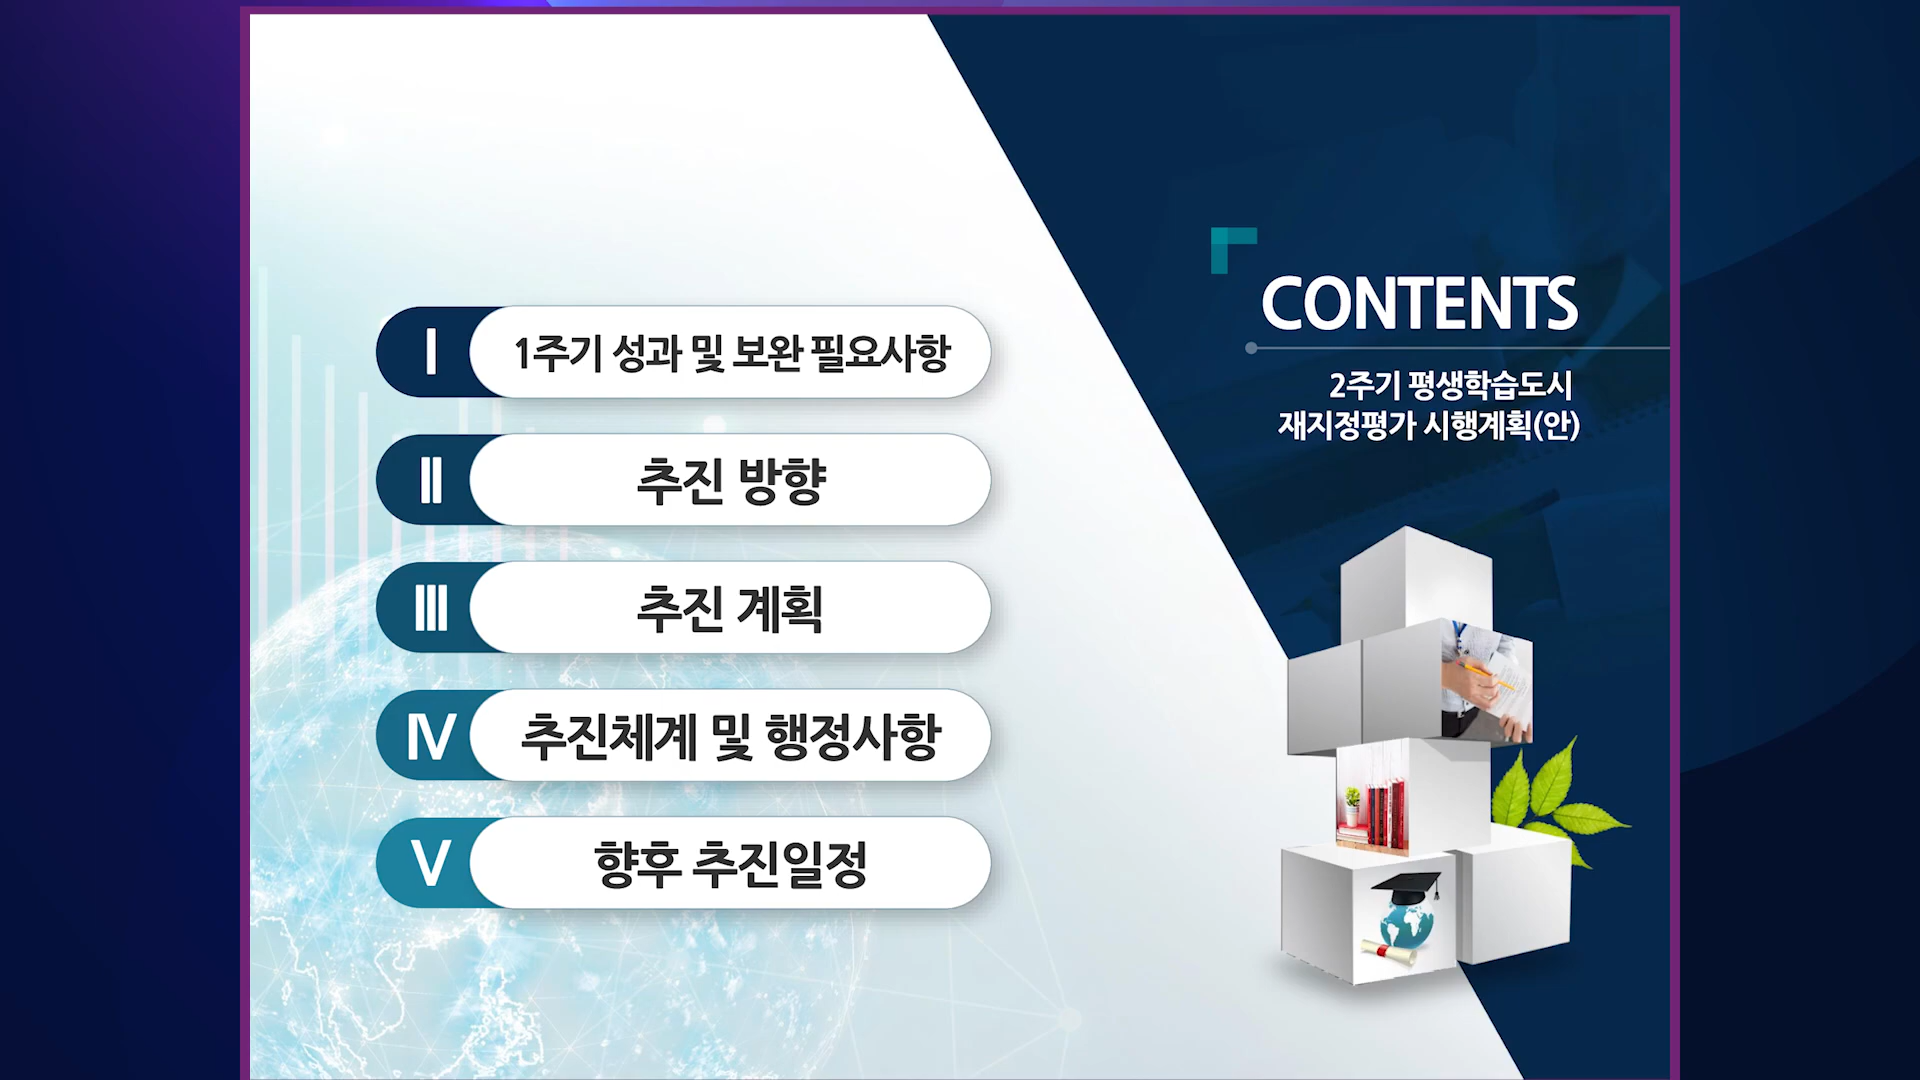 CONTENTS
2주기 평생학습도시
재지정평가 시행계획(안)
Ⅰ 1주기 성과 및 보완 필요사항
Ⅱ 추진 방향
Ⅲ 추진 계획
Ⅳ 추진체계 및 행정사항
Ⅴ 향후 추진일정